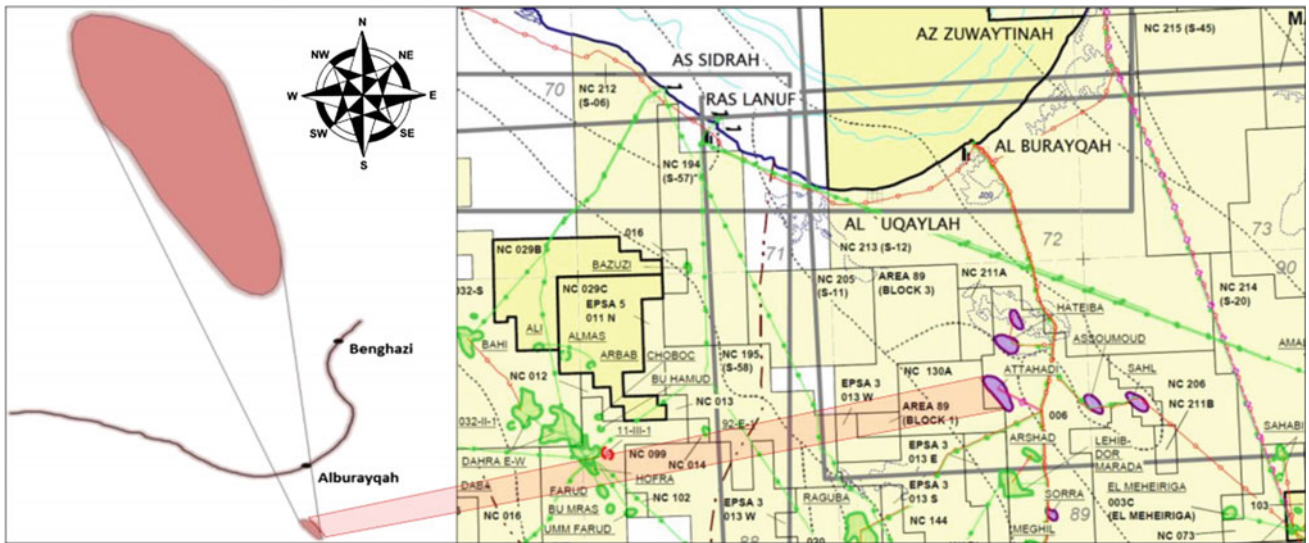 N
NW
NE
W
E
SW
SE
S
Benghazi
Alburayqah
AZ ZUWAYTINAH
NC 215 (S-45)
AS SIDRAH
70
NC 212
(S-06)
RAS LANUF
NC 194
(S-57)"
AL BURAYQAH
AL UQAYLAH
72
73
90
71
NC 213 (S-12)
016
NC 029B
BAZUZI
032-S
NC 029C
EPSA 5
011 N
NC 205
(S-11)
AREA 89
(BLOCK 3)
NC 211A
HATEIBA
NC 214
(S-20)
ALI
ALMAS
ARBAB
BAHI
CHOBOC
NC 195
(S-58)
BU HAMUD
ASSOUMOUD
AMAL
ATTAHADI
SAHL
NC 012
NC 013
EPSA 3
013 W
NC 130A
NC 206
NC 211B
AREA 89
(BLOCK 1)
006
032-II-1
11-III-1
92-E-1
SAHABI
DAHRA E-W
NC 099
NC 014
HOFRA
EPSA 3
013 E
ARSHAD
LEHIB-
DOR
MARADA
DABA
FARUD
BU MRAS
UMM FARUD
NC 102
NC 016
EPSA 3
013 W
RAGUBA
EPSA 3
013 S
SORRA
EL MEHEIRIGA
003C
(EL MEHEIRIGA)
103
NC 144
MEGHIL
89
NC 073
88